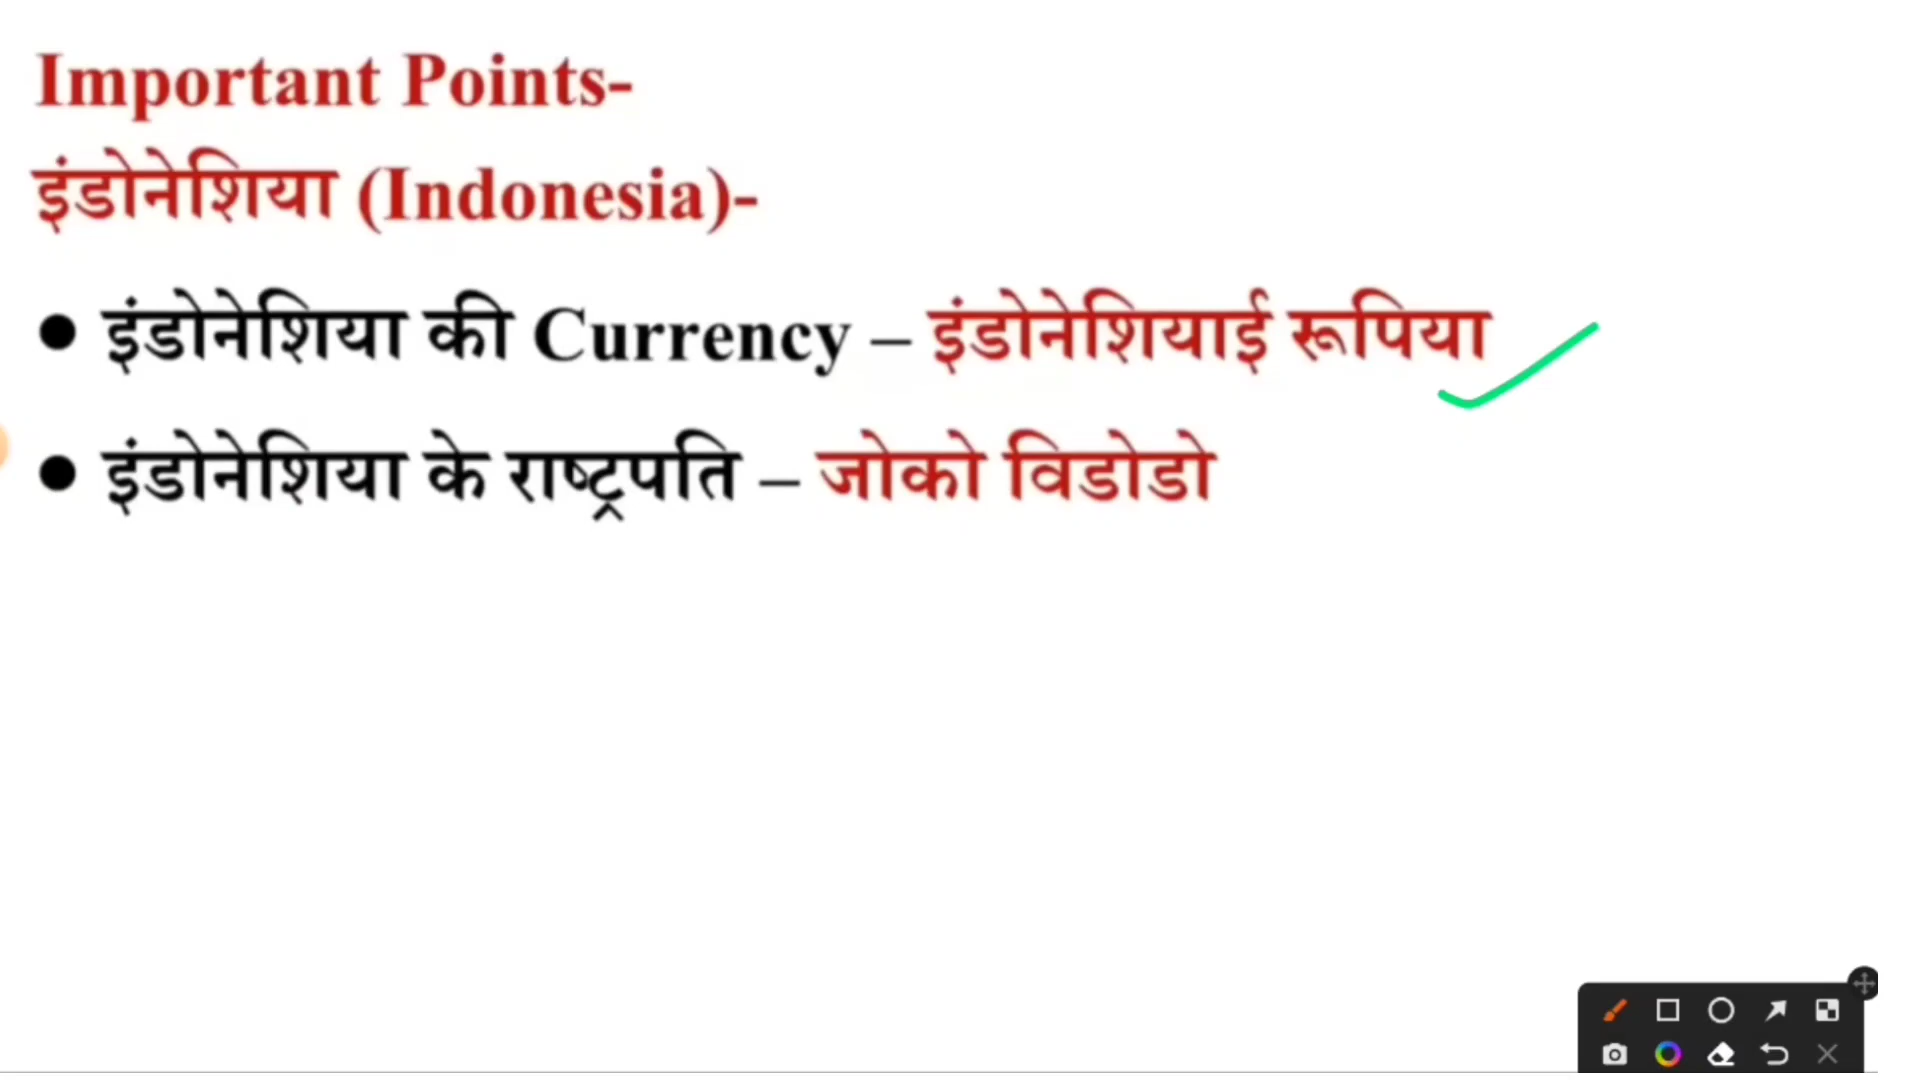 Important Points-
इंडोनेशिया (Indonesia)-
● इंडोनेशिया की Currency – इंडोनेशियाई रूपिया
● इंडोनेशिया के राष्ट्रपति – जोको विडोडो